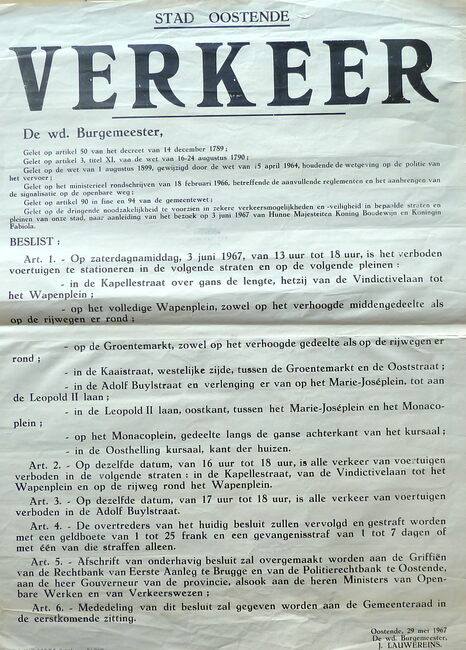 STAD OOSTENDE
VERKEER
De wd. Burgemeester,
Gelet op artikel 50 van het decreet van 14 december 1789 ;
Gelet op artikel 3, titel XI, van de wet van 16-24 augustus 1790 ;
Gelet op de wet van 1 augustus 1899, gewijzigd door de wet van 15 april 1964, houdende de wetgeving op de politie van
het vervoer ;
Gelet op het ministerieel rondschrijven van 18 februari 1966, betreffende de aanvullende reglementen en het aanbrengen van
de signalisatie op de openbare weg ;
Gelet op artikel 90 in fine en 94 van de gemeentewet ;
Gelet op de dringende noodzakelijkheid te voorzien in zekere verkeersmogelijkheden en -veiligheid in bepaalde straten en
pleinen van onze stad, naar aanleiding van het bezoek op 3 juni 1967 van Hunne Majesteiten Koning Boudewijn en Koningin
Fabiola.
BESLIST :
Art. 1. - Op zaterdagnamiddag, 3 juni 1967, van 13 uur tot 18 uur, is het verboden
voertuigen te stationeren in de volgende straten en op de volgende pleinen :
- in de Kapellestraat over gans de lengte, hetzij van de Vindictivelaan tot
het Wapenplein ;
- op het volledige Wapenplein, zowel op het verhoogde middengedeelte als
op de rijwegen er rond ;
- op de Groentemarkt, zowel op het verhoogde gedeelte als op de rijwegen er
rond ;
- in de Kaaistraat, westelijke zijde, tussen de Groentemarkt en de Ooststraat ;
- in de Adolf Buylstraat en verlenging er van op het Marie-Joséplein, tot aan
de Leopold II laan ;
- in de Leopold II laan, oostkant, tussen het Marie-Joséplein en het Monaco-
plein ;
- op het Monacoplein, gedeelte langs de ganse achterkant van het kursaal ;
- in de Oosthelling kursaal, kant der huizen.
Art. 2. - Op dezelfde datum, van 16 uur tot 18 uur, is alle verkeer van voertuigen
verboden in de volgende straten : in de Kapellestraat, van de Vindictivelaan tot het
Wapenplein en op de rijweg rond het Wapenplein.
Art. 3. - Op dezelfde datum, van 17 uur tot 18 uur, is alle verkeer van voertuigen
verboden in de Adolf Buylstraat.
Art. 4. - De overtreders van het huidig besluit zullen vervolgd en gestraft worden
met een geldboete van 1 tot 25 frank en een gevangenisstraf van 1 tot 7 dagen of
met één van die straffen alleen.
Art. 5. - Afschrift van onderhavig besluit zal overgemaakt worden aan de Griffiën
van de Rechtbank van Eerste Aanleg te Brugge en van de Politierechtbank te Oostende,
aan de heer Gouverneur van de provincie, alsook aan de heren Ministers van Open-
bare Werken en van Verkeerswezen ;
Art. 6. - Mededeling van dit besluit zal gegeven worden aan de Gemeenteraad in
de eerstkomende zitting.
Oostende, 29 mei 1967
De wd. Burgemeester,
J. LAUWEREINS.